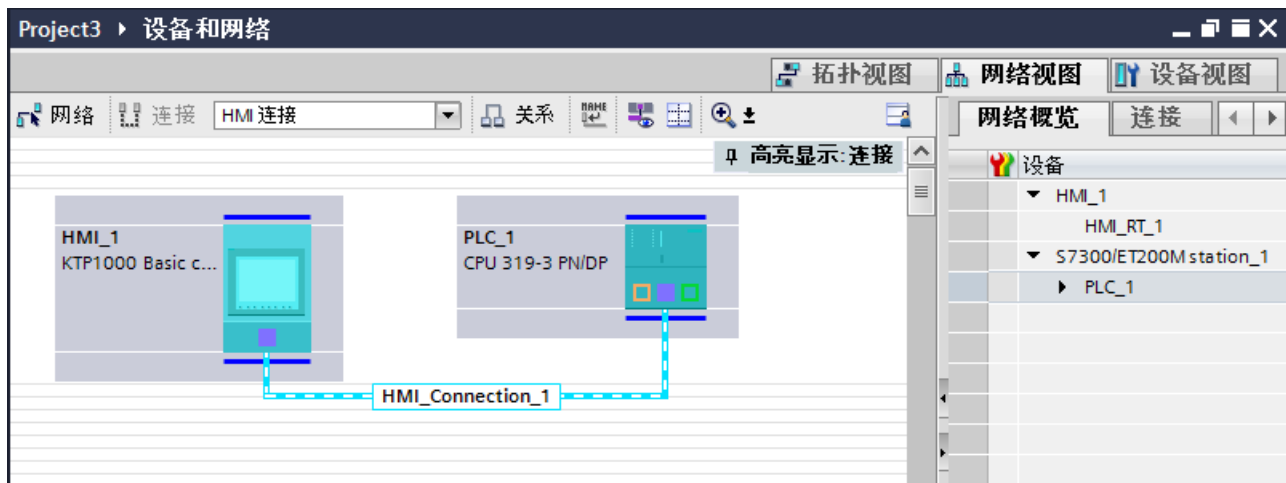 Project3 ▸ 设备和网络
拓扑视图 网络视图 设备视图
网络 连接 HMI 连接 关系 NAME
网络概览 连接
高亮显示:连接
设备
HMI_1
HMI_RT_1
S7300/ET200M station_1
PLC_1
HMI_1
KTP1000 Basic c...
PLC_1
CPU 319-3 PN/DP
HMI_Connection_1